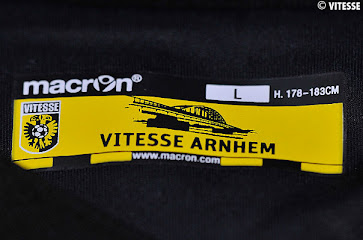 © VITESSE
macron®
L
H. 178-183CM
VITESSE
VITESSE ARNHEM
www.macron.com